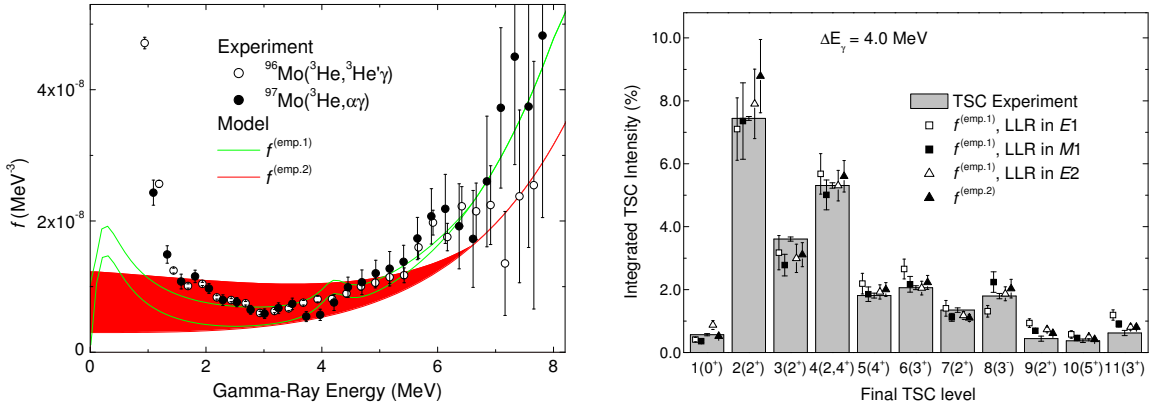 Experiment
⁹⁶Mo(³He,³He'γ)
⁹⁷Mo(³He,αγ)
Model
f^(emp.1)
f^(emp.2)
f (MeV⁻³)
4x10⁻⁸
2x10⁻⁸
0
0 2 4 6 8
Gamma-Ray Energy (MeV)
ΔE_γ = 4.0 MeV
TSC Experiment
f^(emp.1), LLR in E1
f^(emp.1), LLR in M1
f^(emp.1), LLR in E2
f^(emp.2)
Integrated TSC Intensity (%)
10.0
8.0
6.0
4.0
2.0
0.0
1(0⁺) 2(2⁺) 3(2⁺) 4(2,4⁺) 5(4⁺) 6(3⁺) 7(2⁺) 8(3⁻) 9(2⁺) 10(5⁺) 11(3⁺)
Final TSC level